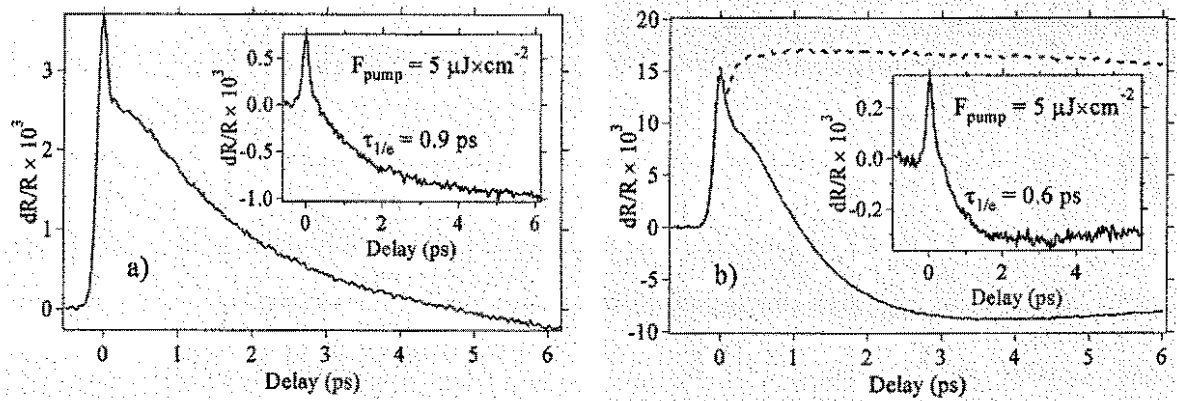 3
2
1
0
dR/R × 10³
0 1 2 3 4 5 6
Delay (ps)
a)
0.5
0.0
-0.5
-1.0
dR/R × 10³
F_pump = 5 μJ×cm⁻²
τ_1/e = 0.9 ps
0 2 4 6
Delay (ps)
20
15
10
5
0
-5
-10
dR/R × 10³
0 1 2 3 4 5 6
Delay (ps)
b)
0.2
0.0
-0.2
dR/R × 10³
F_pump = 5 μJ×cm⁻²
τ_1/e = 0.6 ps
0 2 4
Delay (ps)